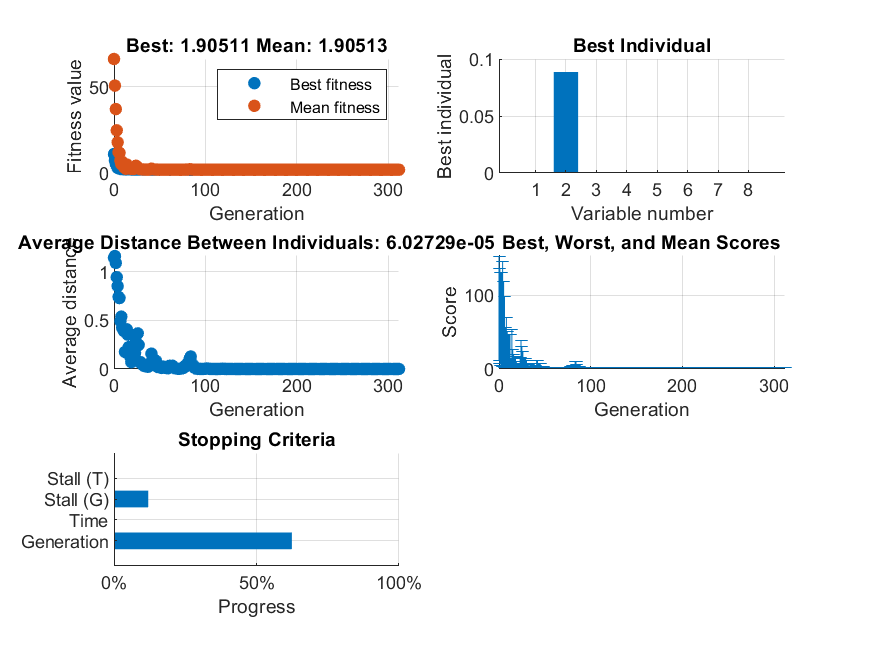 Best: 1.90511 Mean: 1.90513
Fitness value
50
0
Best fitness
Mean fitness
0 100 200 300
Generation
Best Individual
Best individual
0.1
0.05
0
1 2 3 4 5 6 7 8
Variable number
Average Distance Between Individuals: 6.02729e-05
Average distance
1
0.5
0
0 100 200 300
Generation
Best, Worst, and Mean Scores
Score
100
0
0 100 200 300
Generation
Stopping Criteria
Stall (T)
Stall (G)
Time
Generation
0% 50% 100%
Progress